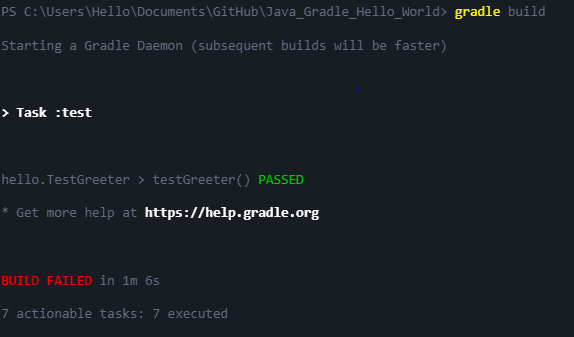 PS C:\Users\Hello\Documents\GitHub\Java_Gradle_Hello_World> gradle build
Starting a Gradle Daemon (subsequent builds will be faster)
> Task :test
hello.TestGreeter > testGreeter() PASSED
* Get more help at https://help.gradle.org
BUILD FAILED in 1m 6s
7 actionable tasks: 7 executed